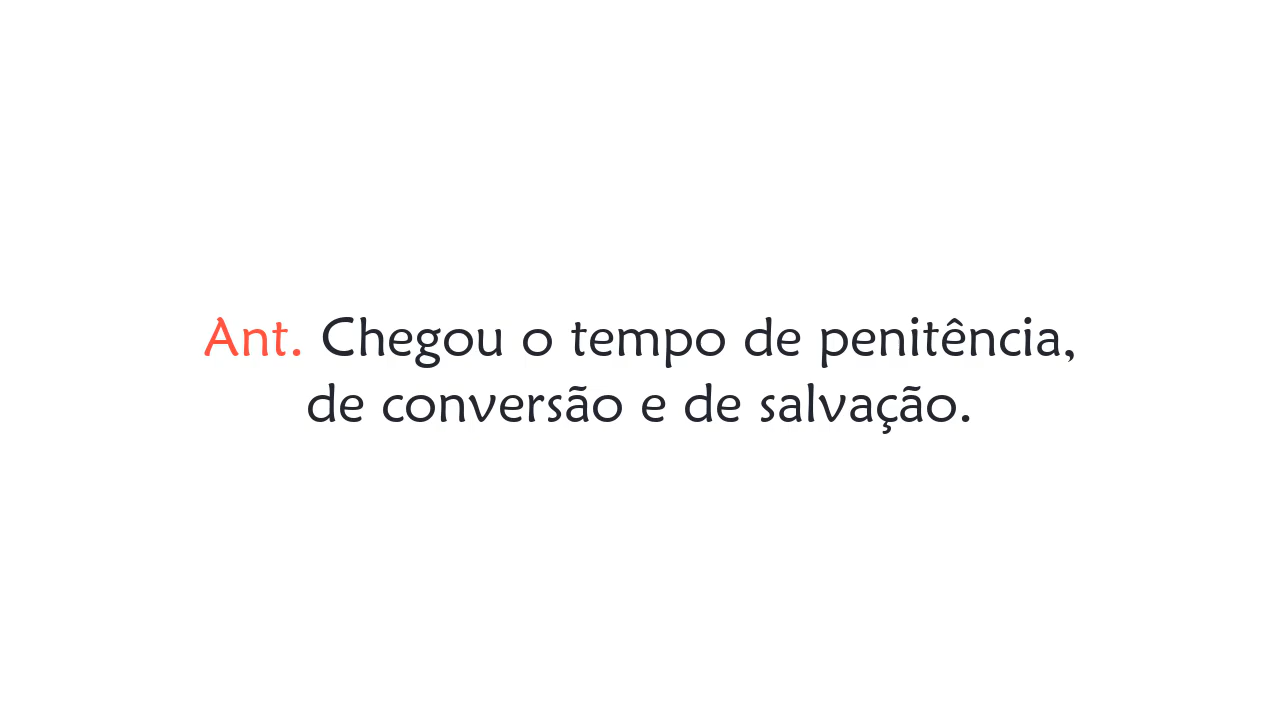 Ant. Chegou o tempo de penitência,
de conversão e de salvação.